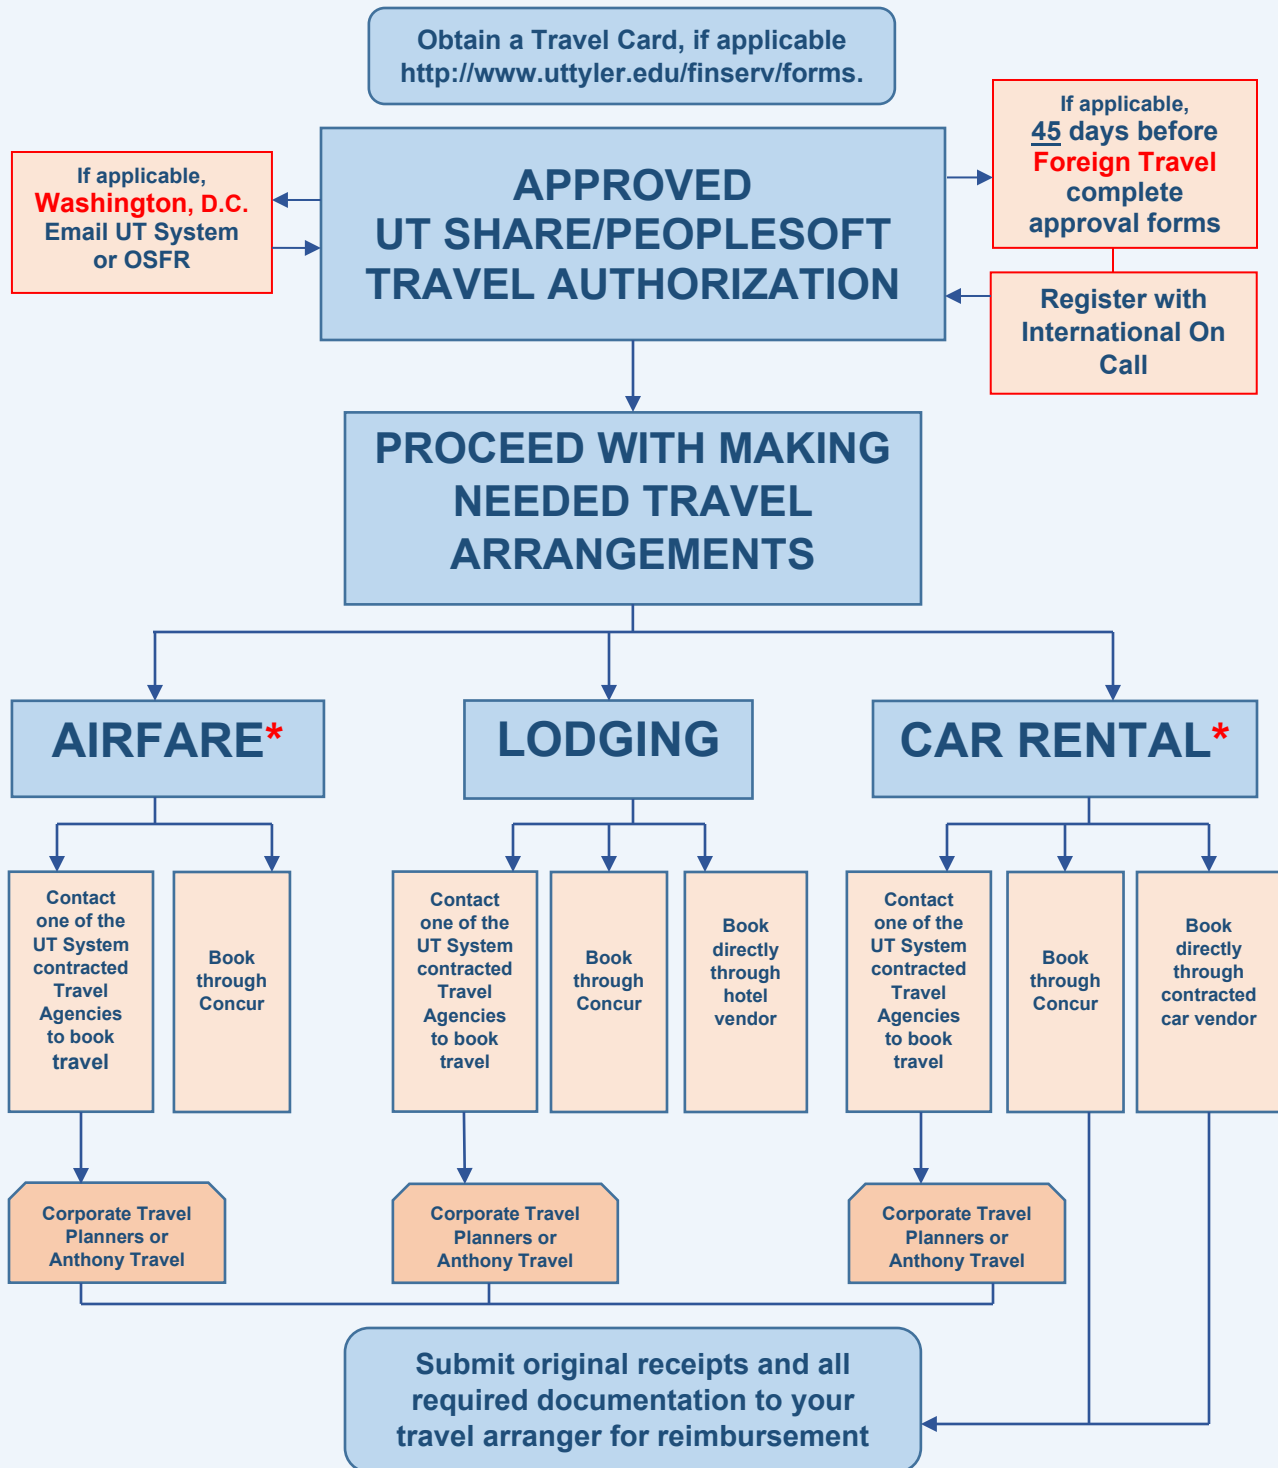 Obtain a Travel Card, if applicable
http://www.uttyler.edu/finserv/forms.
If applicable,
Washington, D.C.
Email UT System
or OSFR
APPROVED
UT SHARE/PEOPLESOFT
TRAVEL AUTHORIZATION
If applicable,
45 days before
Foreign Travel
complete
approval forms
Register with
International On
Call
PROCEED WITH MAKING
NEEDED TRAVEL
ARRANGEMENTS
AIRFARE*
LODGING
CAR RENTAL*
Contact
one of the
UT System
contracted
Travel
Agencies
to book
travel
Book
through
Concur
Contact
one of the
UT System
contracted
Travel
Agencies
to book
travel
Book
through
Concur
Book
directly
through
hotel
vendor
Contact
one of the
UT System
contracted
Travel
Agencies
to book
travel
Book
through
Concur
Book
directly
through
contracted
car vendor
Corporate Travel
Planners or
Anthony Travel
Corporate Travel
Planners or
Anthony Travel
Corporate Travel
Planners or
Anthony Travel
Submit original receipts and all
required documentation to your
travel arranger for reimbursement